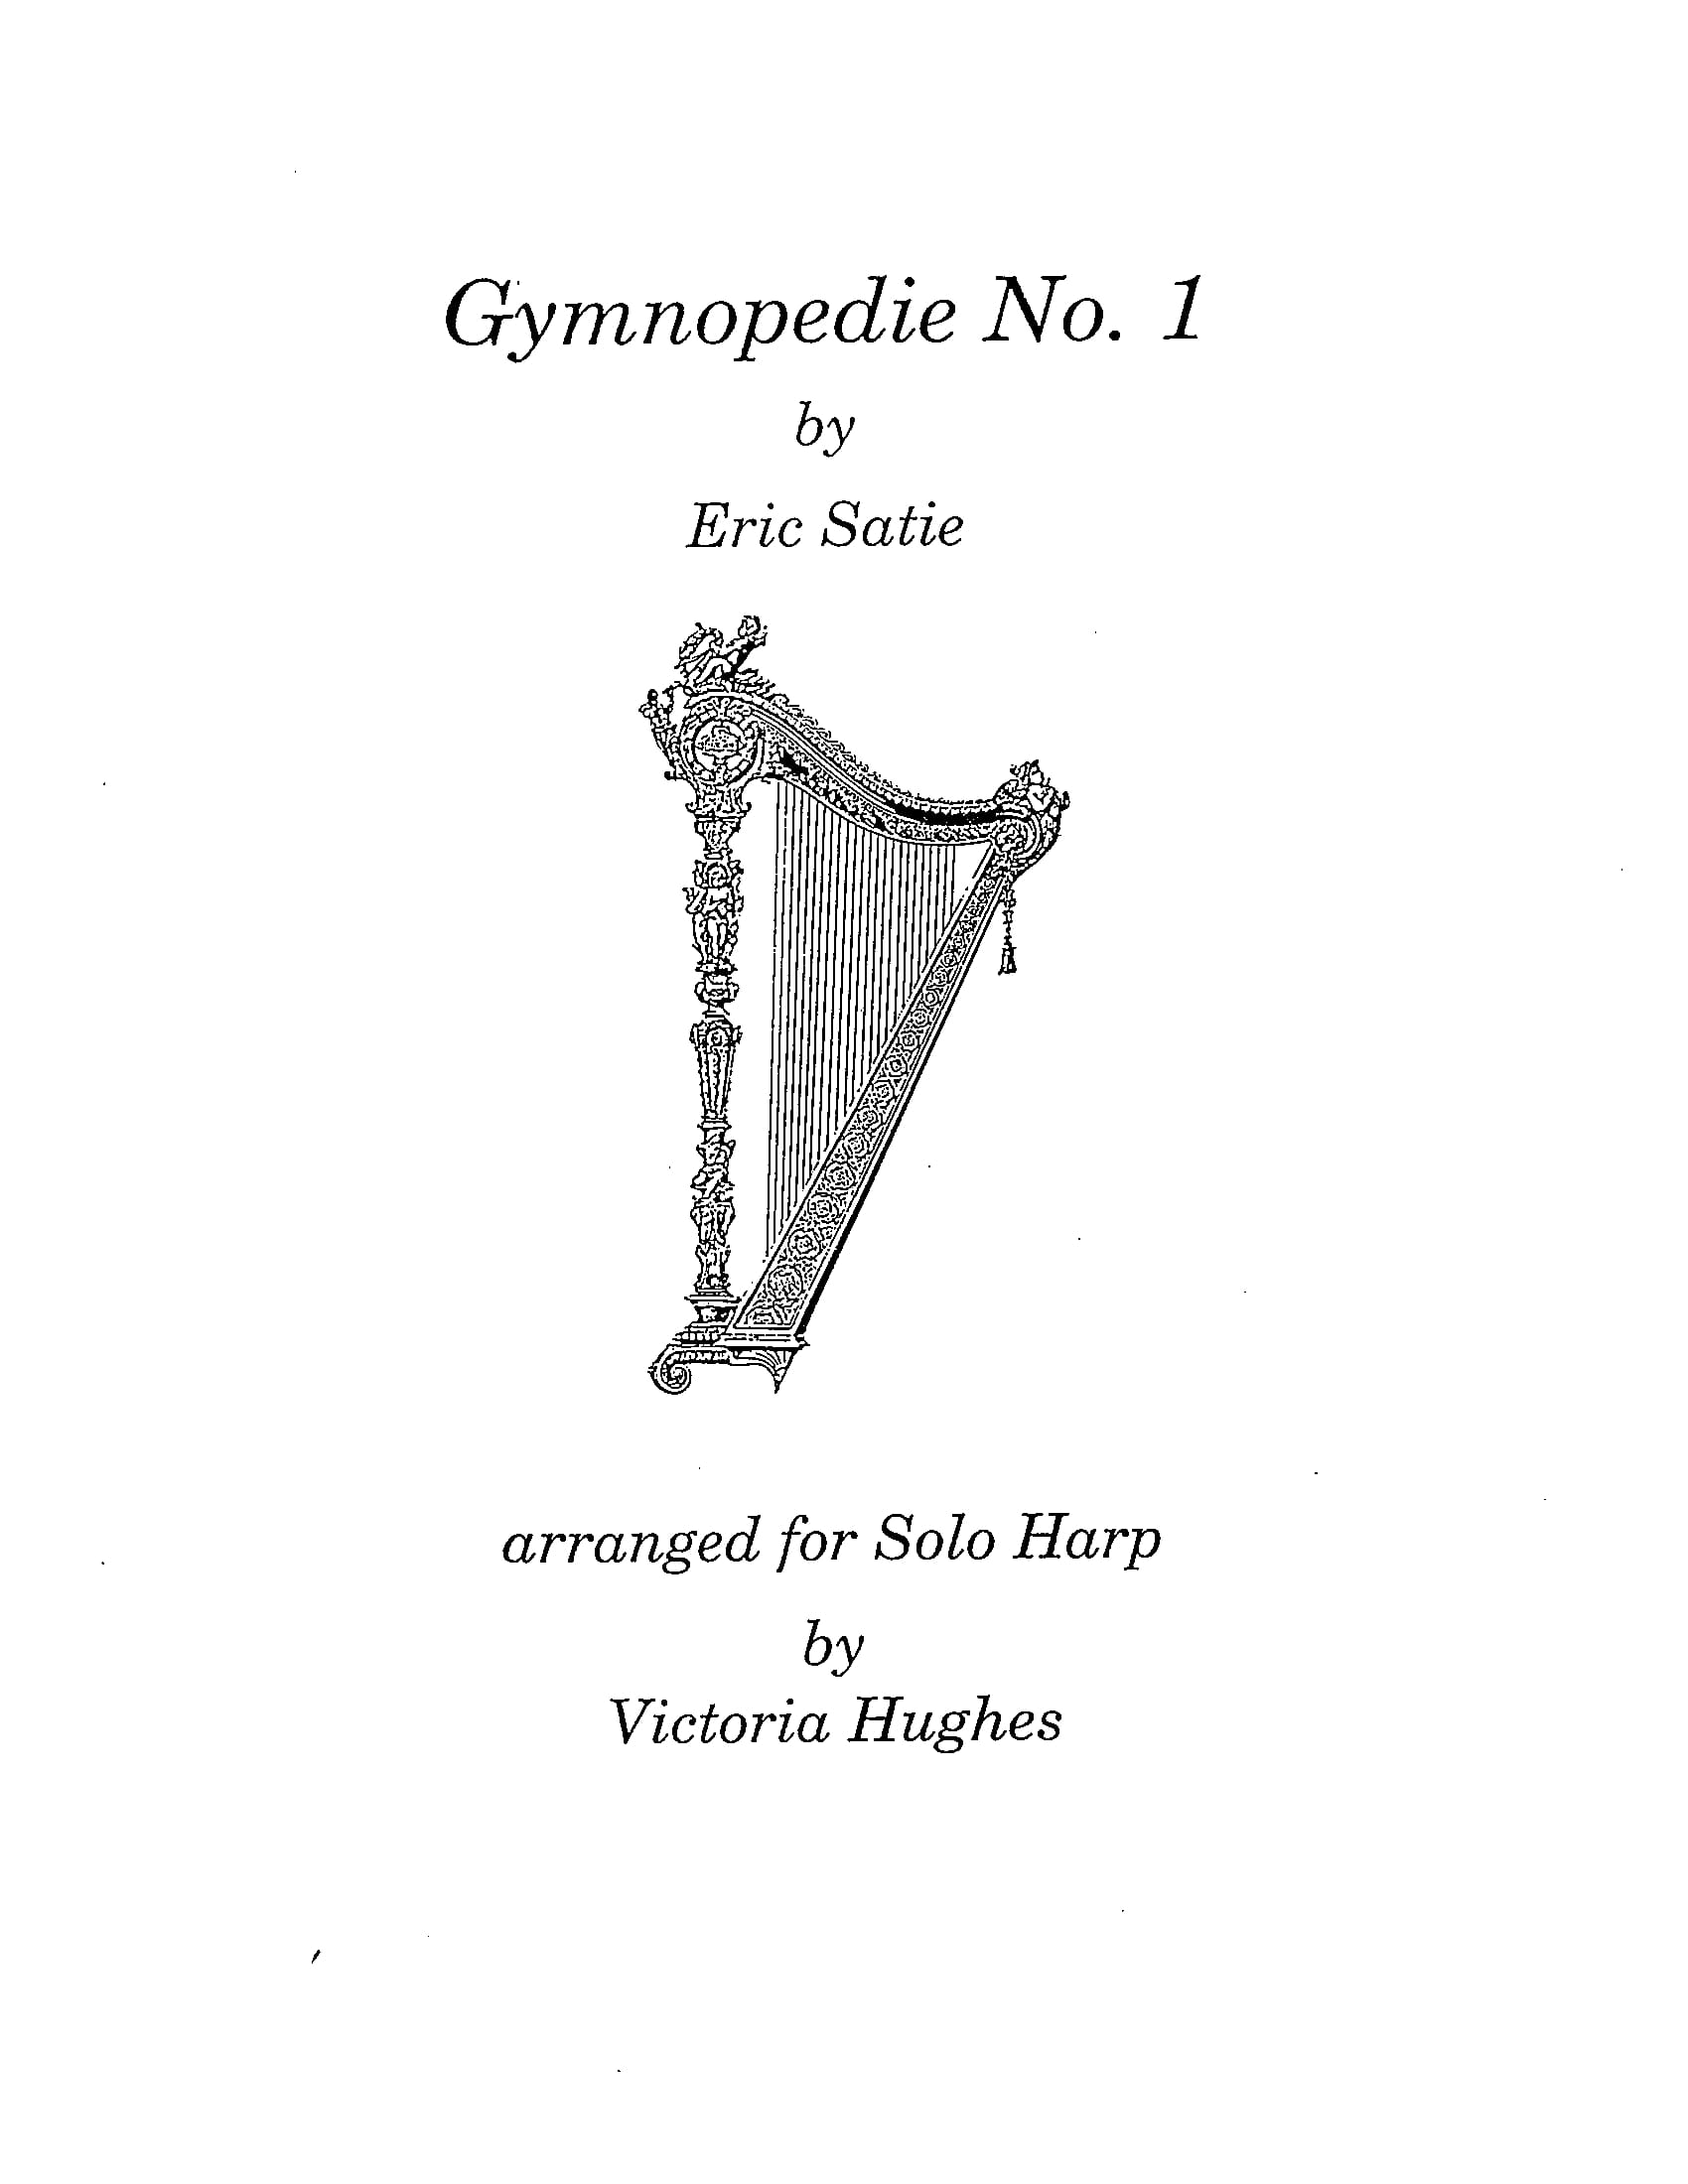 Gymnopedie No. 1
by
Eric Satie
arranged for Solo Harp
by
Victoria Hughes